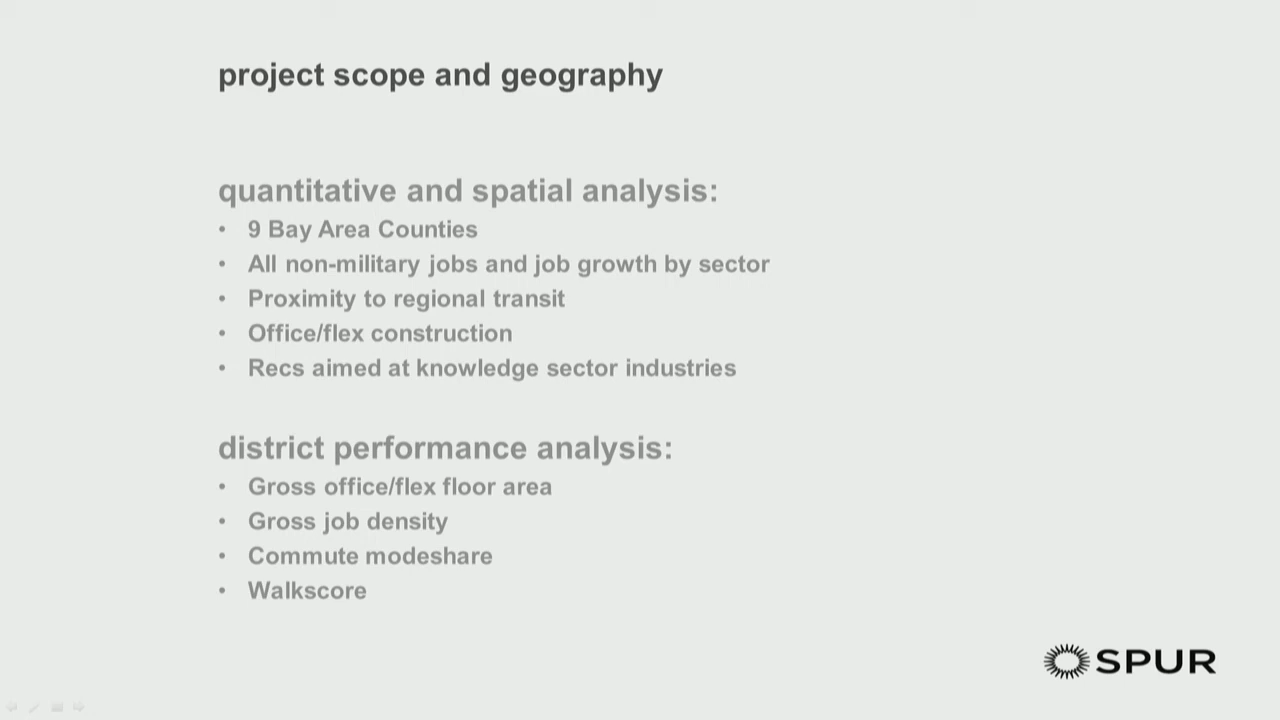 project scope and geography
quantitative and spatial analysis:
• 9 Bay Area Counties
• All non-military jobs and job growth by sector
• Proximity to regional transit
• Office/flex construction
• Recs aimed at knowledge sector industries
district performance analysis:
• Gross office/flex floor area
• Gross job density
• Commute modeshare
• Walkscore
SPUR